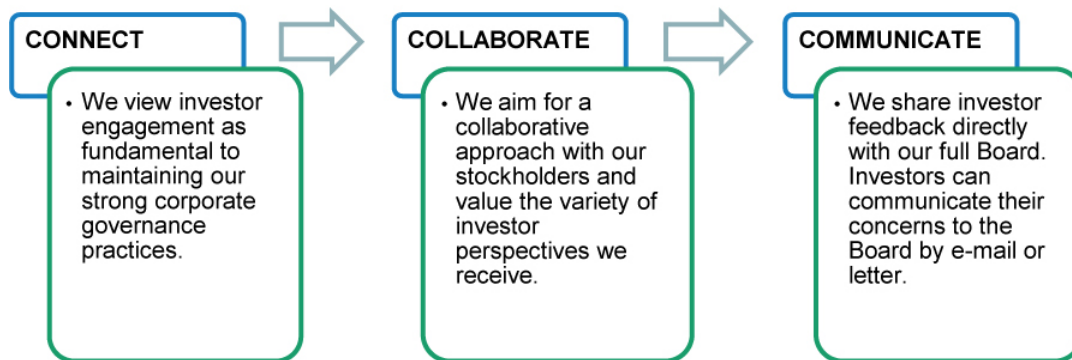 CONNECT
• We view investor
engagement as
fundamental to
maintaining our
strong corporate
governance
practices.
COLLABORATE
• We aim for a
collaborative
approach with our
stockholders and
value the variety of
investor
perspectives we
receive.
COMMUNICATE
• We share investor
feedback directly
with our full Board.
Investors can
communicate their
concerns to the
Board by e-mail or
letter.